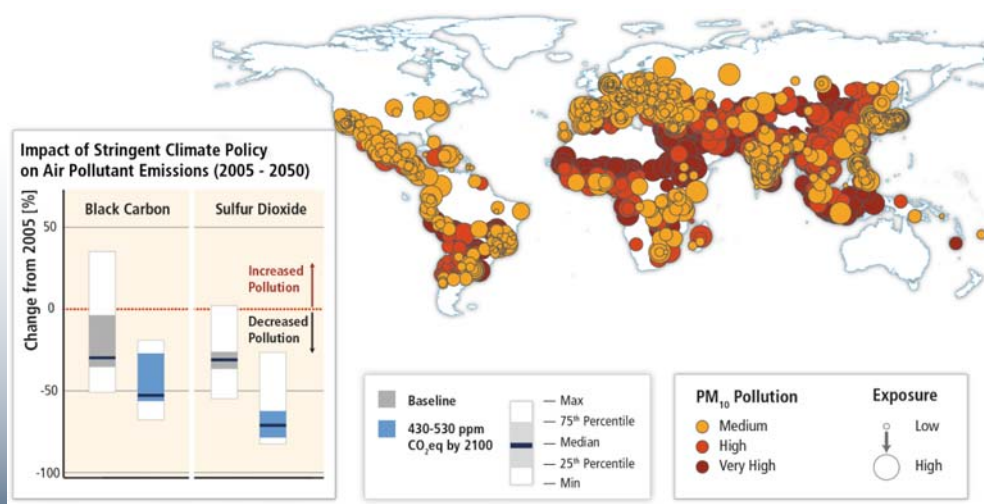 Impact of Stringent Climate Policy
on Air Pollutant Emissions (2005 - 2050)
Change from 2005 [%]
Black Carbon
Sulfur Dioxide
50
0
-50
-100
Increased
Pollution
Decreased
Pollution
Baseline
430-530 ppm
CO₂eq by 2100
Max
75th Percentile
Median
25th Percentile
Min
PM₁₀ Pollution
Medium
High
Very High
Exposure
Low
High